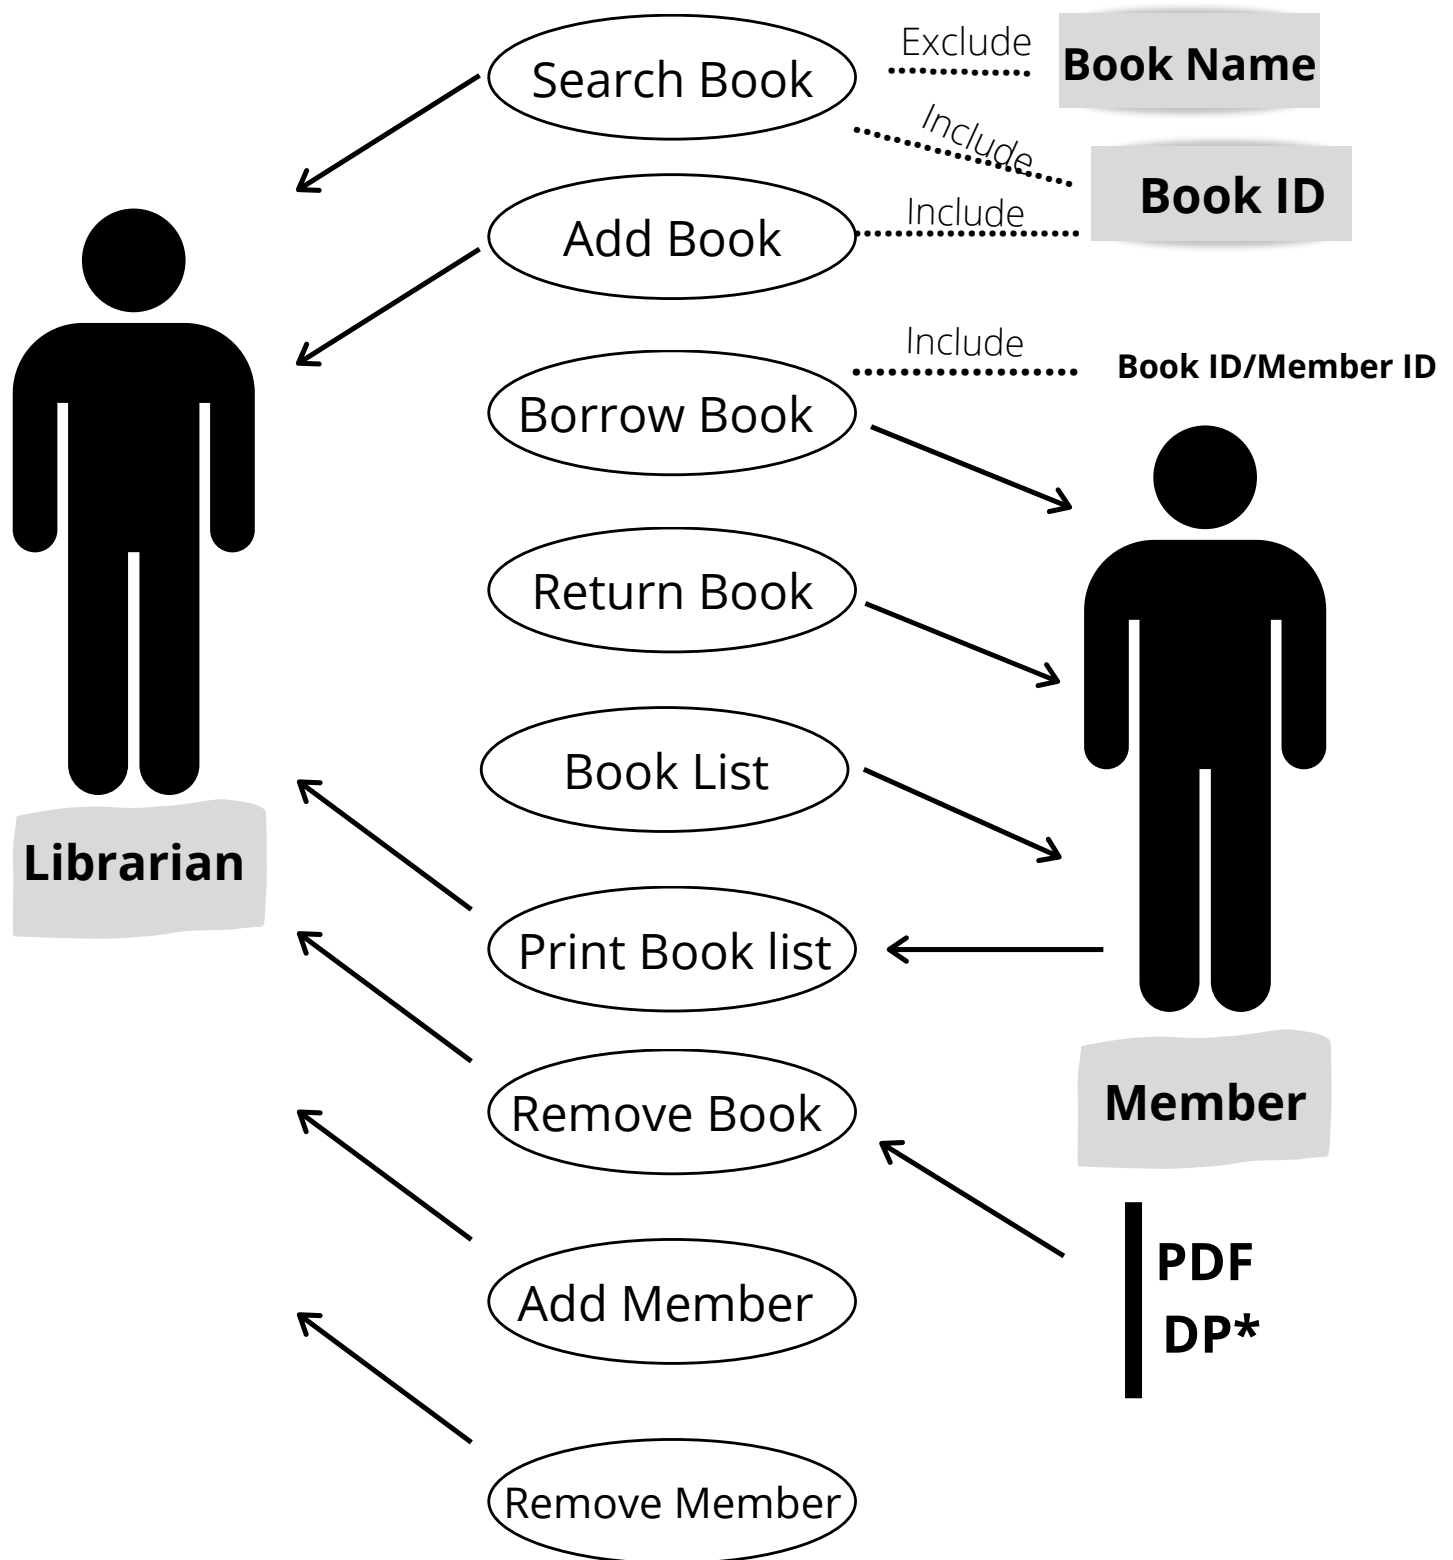 Search Book
Exclude
Book Name
Include
Book ID
Add Book
Include
Borrow Book
Include
Book ID/Member ID
Return Book
Book List
Librarian
Print Book list
Remove Book
Member
Add Member
PDF
DP*
Remove Member